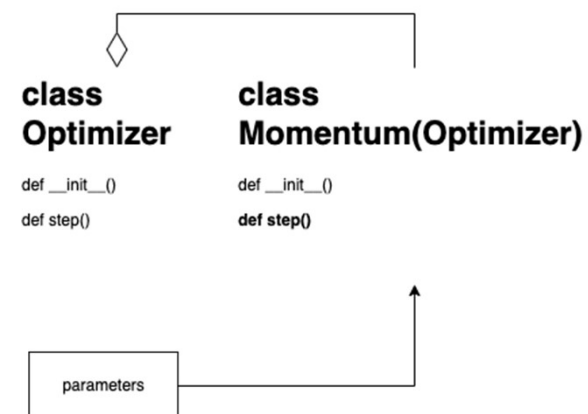 class
Optimizer
def __init__()
def step()
class
Momentum(Optimizer)
def __init__()
def step()
parameters